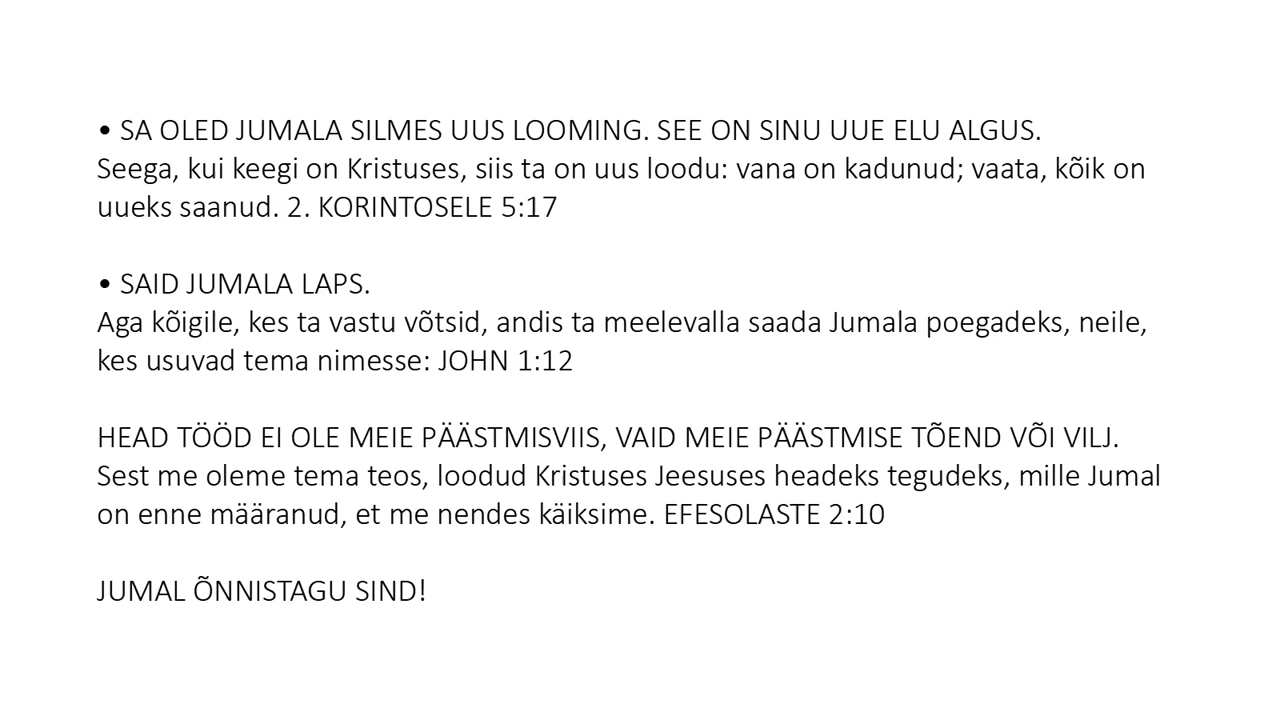 • SA OLED JUMALA SILMES UUS LOOMING. SEE ON SINU UUE ELU ALGUS.
Seega, kui keegi on Kristuses, siis ta on uus loodu: vana on kadunud; vaata, kõik on
uueks saanud. 2. KORINTOSELE 5:17
• SAID JUMALA LAPS.
Aga kõigile, kes ta vastu võtsid, andis ta meelevalla saada Jumala poegadeks, neile,
kes usuvad tema nimesse: JOHN 1:12
HEAD TÖÖD EI OLE MEIE PÄÄSTMISVIIS, VAID MEIE PÄÄSTMISE TÕEND VÕI VILJ.
Sest me oleme tema teos, loodud Kristuses Jeesuses headeks tegudeks, mille Jumal
on enne määranud, et me nendes käiksime. EFESOLASTE 2:10
JUMAL ÕNNISTAGU SIND!